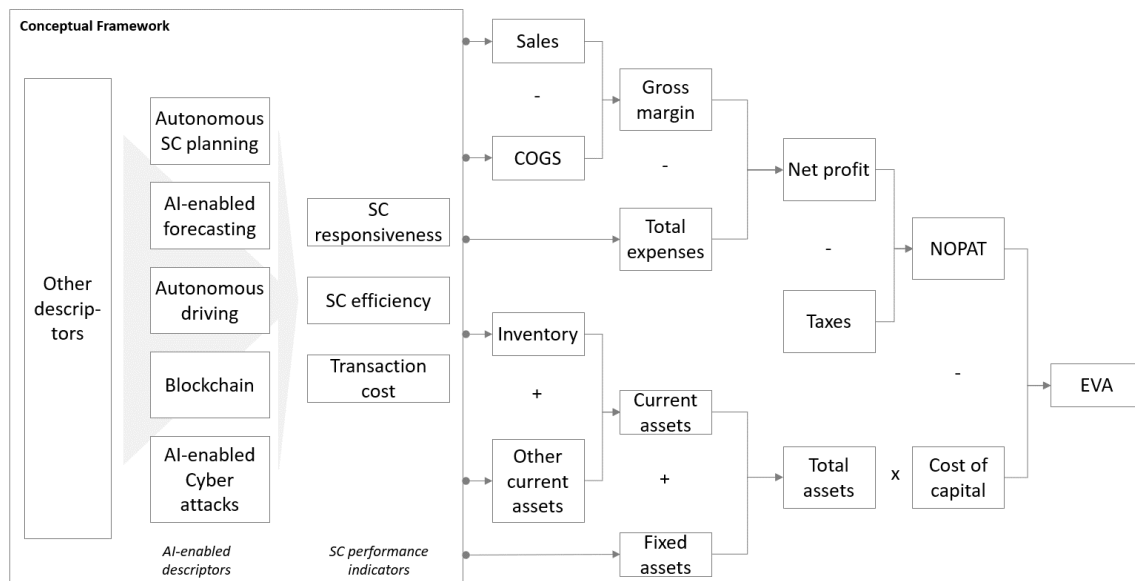 Conceptual Framework
Other
descrip-
tors
Autonomous
SC planning
AI-enabled
forecasting
Autonomous
driving
Blockchain
AI-enabled
Cyber
attacks
AI-enabled
descriptors
SC
responsiveness
SC efficiency
Transaction
cost
SC performance
indicators
Sales
-
COGS
Inventory
+
Other
current
assets
Gross
margin
-
Total
expenses
Current
assets
+
Fixed
assets
Net profit
-
Taxes
Total
assets
x
NOPAT
-
Cost of
capital
EVA